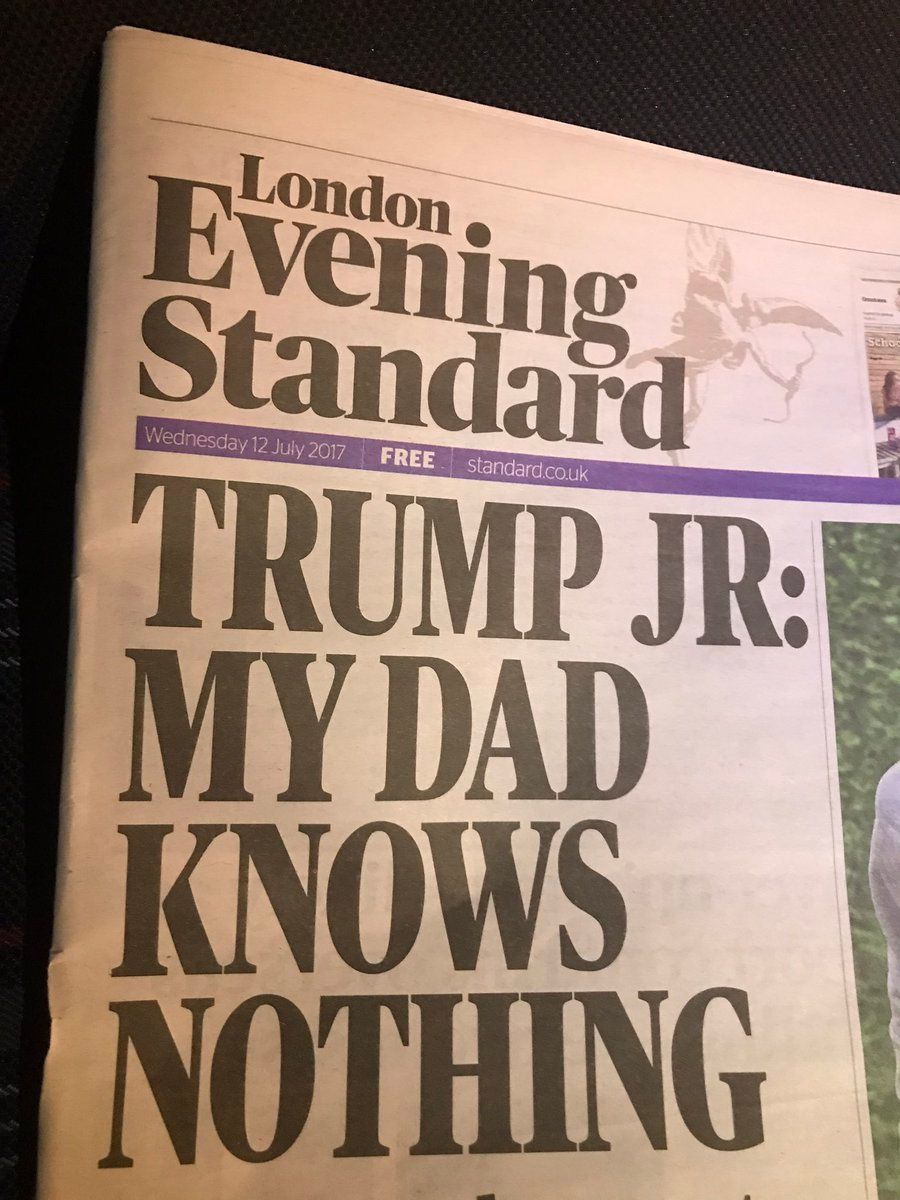 London
Evening
Standard
Wednesday 12 July 2017 FREE standard.co.uk
TRUMP JR:
MY DAD
KNOWS
NOTHING